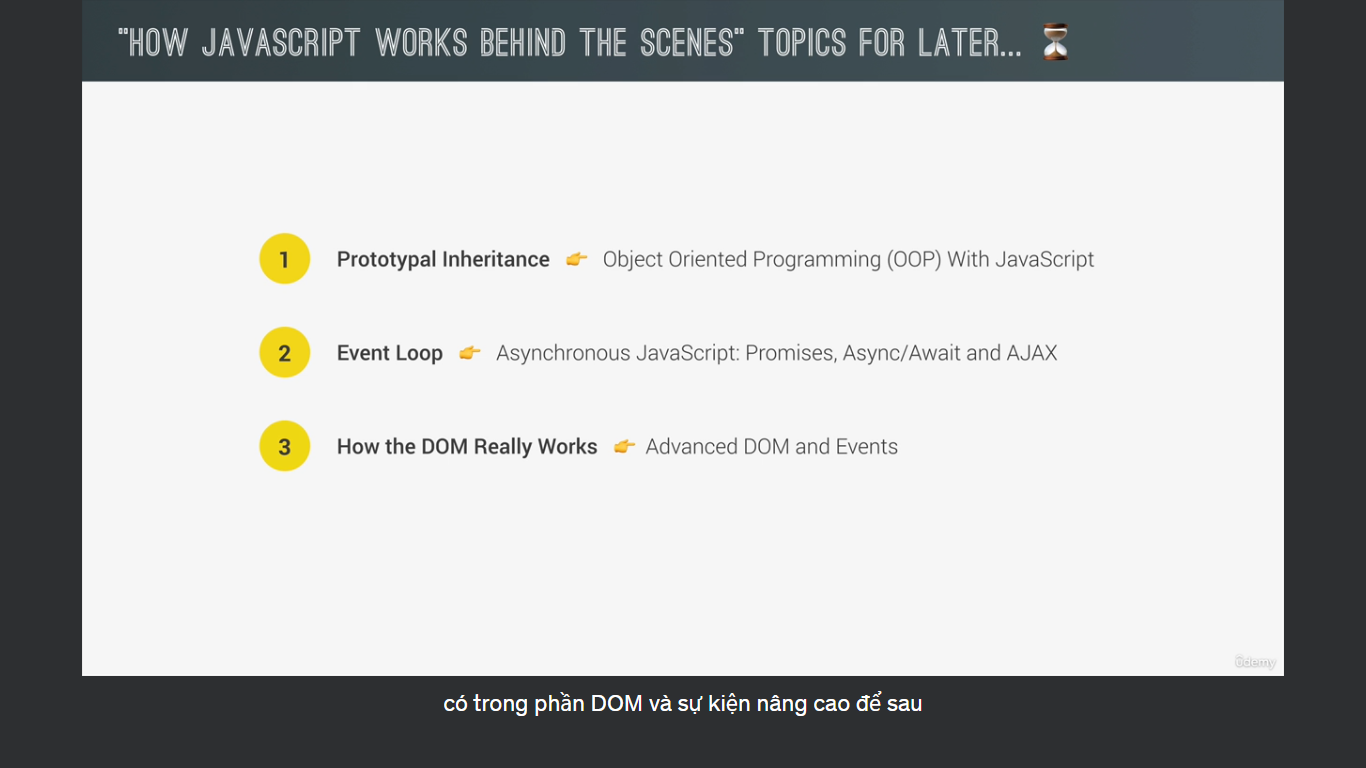 "HOW JAVASCRIPT WORKS BEHIND THE SCENES" TOPICS FOR LATER... ⏳
1 Prototypal Inheritance 👉 Object Oriented Programming (OOP) With JavaScript
2 Event Loop 👉 Asynchronous JavaScript: Promises, Async/Await and AJAX
3 How the DOM Really Works 👉 Advanced DOM and Events
Udemy
có trong phần DOM và sự kiện nâng cao để sau